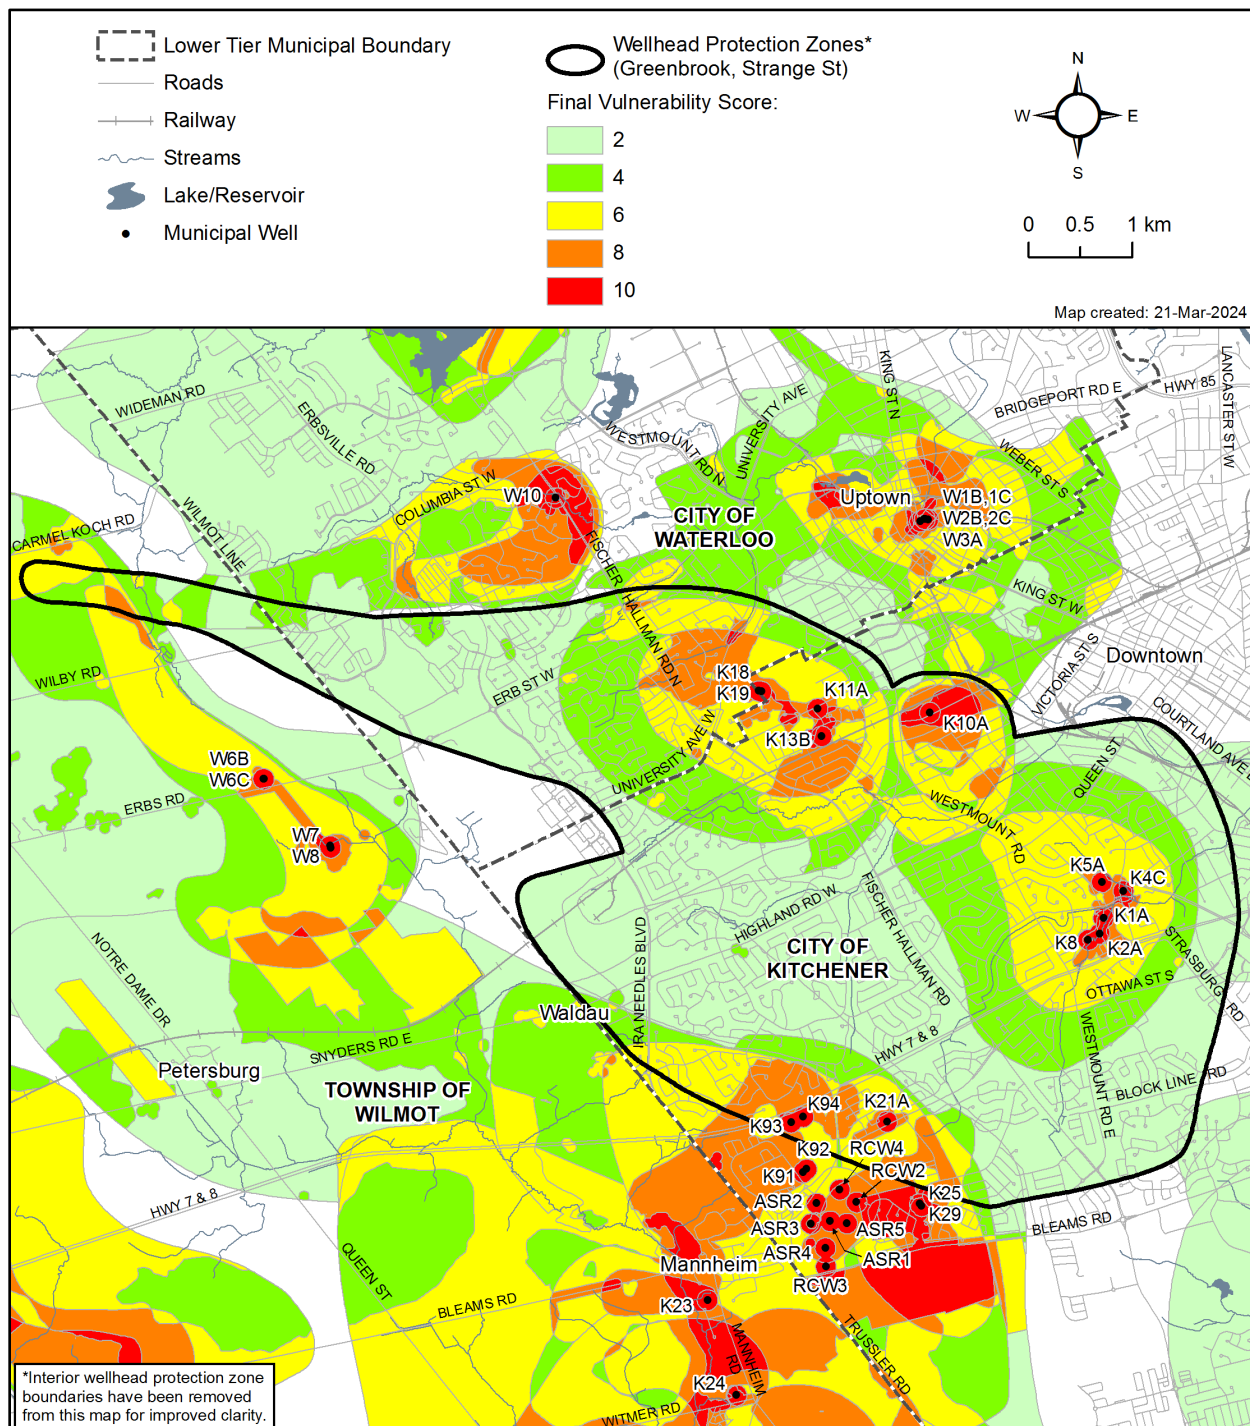 Lower Tier Municipal Boundary
Roads
Railway
Streams
Lake/Reservoir
Municipal Well
Wellhead Protection Zones*
(Greenbrook, Strange St)
Final Vulnerability Score:
2
4
6
8
10
N
W
E
S
0 0.5 1 km
Map created: 21-Mar-2024
WIDEMAN RD
ERBSVILLE RD
COLUMBIA ST W
W10
WESTMOUNT RD N
UNIVERSITY AVE
KING ST N
BRIDGEPORT RD E
HWY 85
LANCASTER ST W
WEBER ST S
Uptown
W1B,1C
W2B,2C
W3A
CITY OF
WATERLOO
CARMEL KOCH RD
WILMOT LINE
FISCHER HALLMAN RD N
KING ST W
VICTORIA ST S
Downtown
COURTLAND AVE E
WILBY RD
ERB ST W
K18
K19
K11A
K13B
K10A
UNIVERSITY AVE W
QUEEN ST
W6B
W6C
ERBS RD
W7
W8
WESTMOUNT RD
K5A
K4C
K1A
K8
K2A
HIGHLAND RD W
FISCHER HALLMAN RD
CITY OF
KITCHENER
STRASBURG RD
OTTAWA ST S
NOTRE DAME DR
IRA NEEDLES BLVD
Waldau
SNYDERS RD E
Petersburg
HWY 7 & 8
WESTMOUNT RD E
BLOCK LINE RD
TOWNSHIP OF
WILMOT
K94
K93
K21A
K92
K91
RCW4
RCW2
ASR2
ASR3
ASR4
ASR5
ASR1
RCW3
K25
K29
BLEAMS RD
HWY 7 & 8
QUEEN ST
Mannheim
BLEAMS RD
K23
MANNHEIM
RD
TRUSSLER RD
K24
WITMER RD
*Interior wellhead protection zone
boundaries have been removed
from this map for improved clarity.